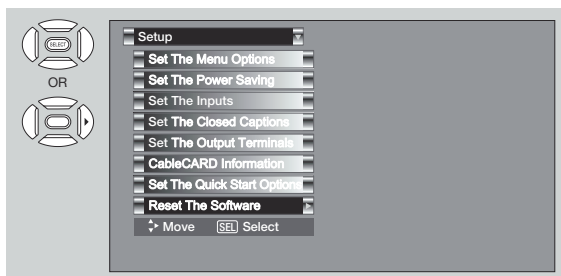 SELECT
OR
Setup
Set The Menu Options
Set The Power Saving
Set The Inputs
Set The Closed Captions
Set The Output Terminals
CableCARD Information
Set The Quick Start Options
Reset The Software
Move SEL Select